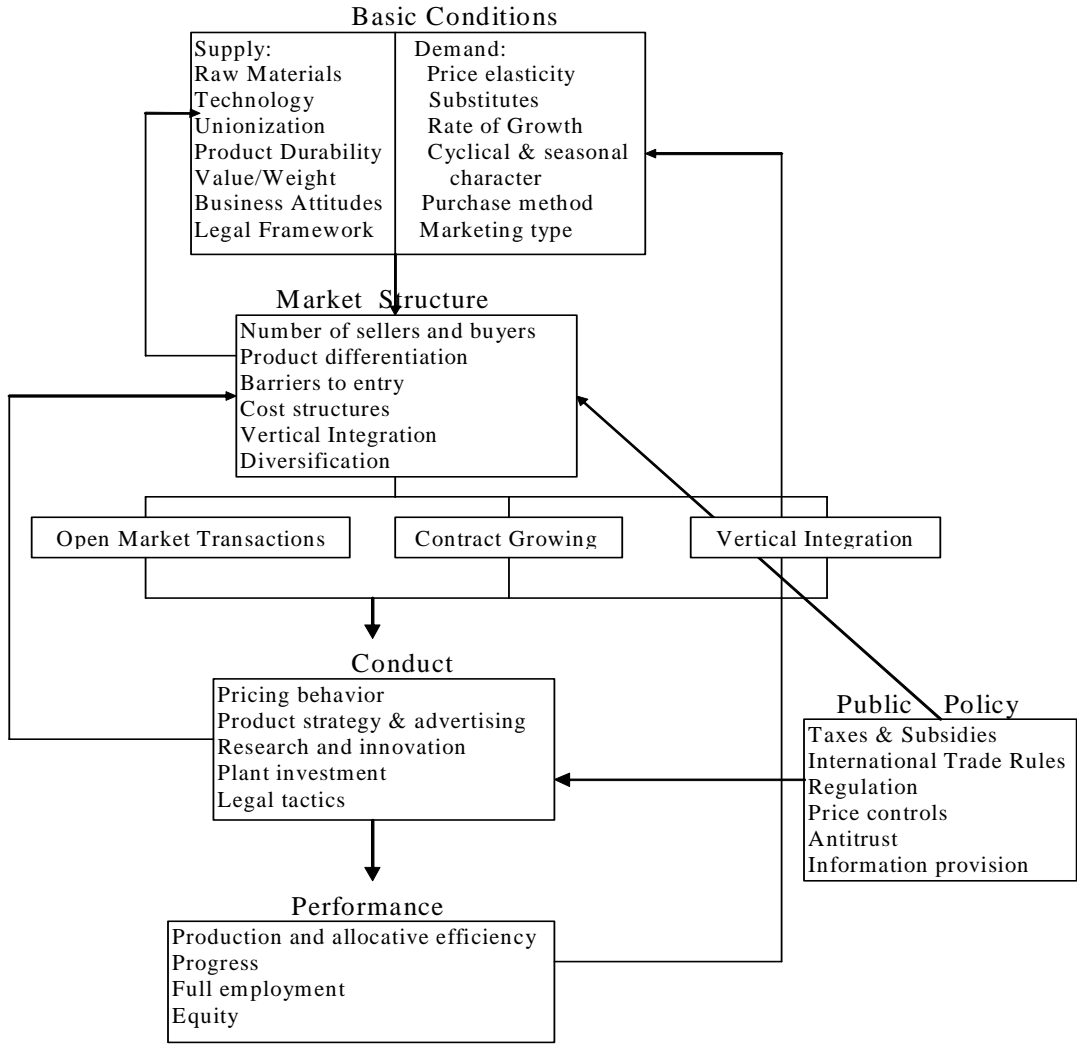 Basic Conditions
Supply:
Raw Materials
Technology
Unionization
Product Durability
Value/Weight
Business Attitudes
Legal Framework
Demand:
Price elasticity
Substitutes
Rate of Growth
Cyclical & seasonal
character
Purchase method
Marketing type
Market Structure
Number of sellers and buyers
Product differentiation
Barriers to entry
Cost structures
Vertical Integration
Diversification
Open Market Transactions
Contract Growing
Vertical Integration
Conduct
Pricing behavior
Product strategy & advertising
Research and innovation
Plant investment
Legal tactics
Public Policy
Taxes & Subsidies
International Trade Rules
Regulation
Price controls
Antitrust
Information provision
Performance
Production and allocative efficiency
Progress
Full employment
Equity